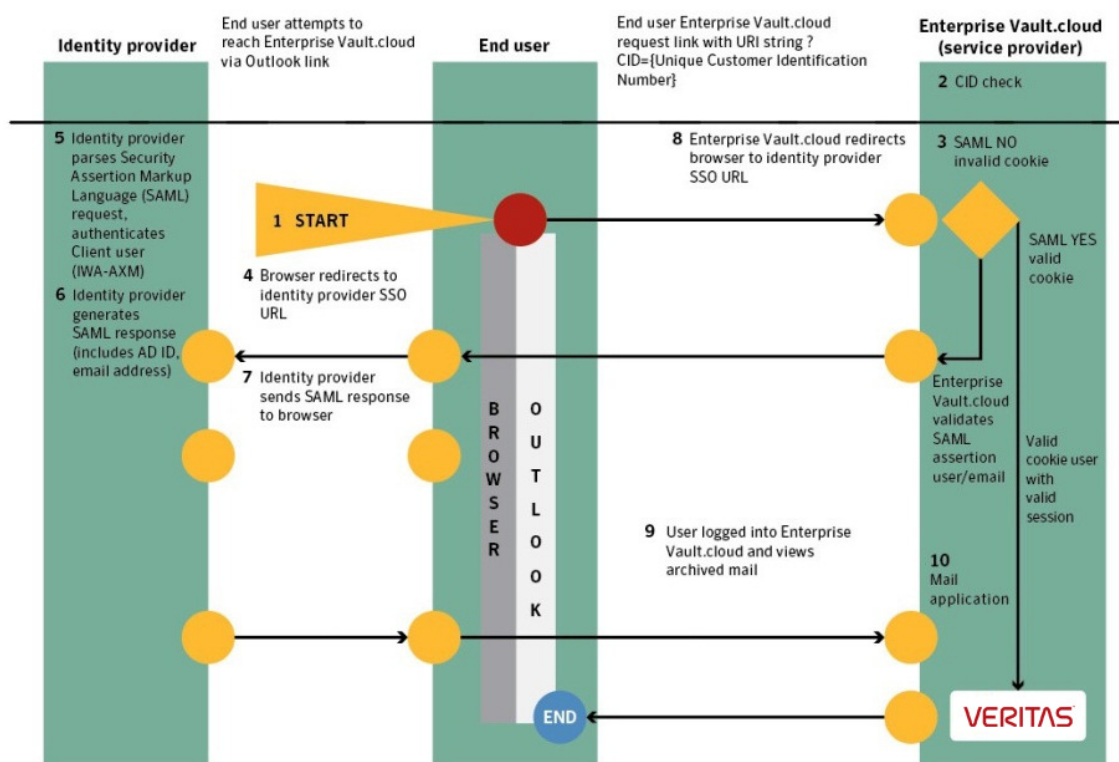 Identity provider
End user attempts to
reach Enterprise Vault.cloud
via Outlook link
End user
End user Enterprise Vault.cloud
request link with URI string ?
CID={Unique Customer Identification
Number}
Enterprise Vault.cloud
(service provider)
2 CID check
5 Identity provider
parses Security
Assertion Markup
Language (SAML)
request,
authenticates
Client user
(IWA-AXM)
6 Identity provider
generates
SAML response
(includes AD ID,
email address)
1 START
4 Browser redirects to
identity provider SSO
URL
7 Identity provider
sends SAML response
to browser
BROWSER
OUTLOOK
8 Enterprise Vault.cloud redirects
browser to identity provider
SSO URL
3 SAML NO
invalid cookie
SAML YES
valid
cookie
Enterprise
Vault.cloud
validates
SAML
assertion
user/email
Valid
cookie user
with
valid
session
9 User logged into Enterprise
Vault.cloud and views
archived mail
10
Mail
application
END
VERITAS